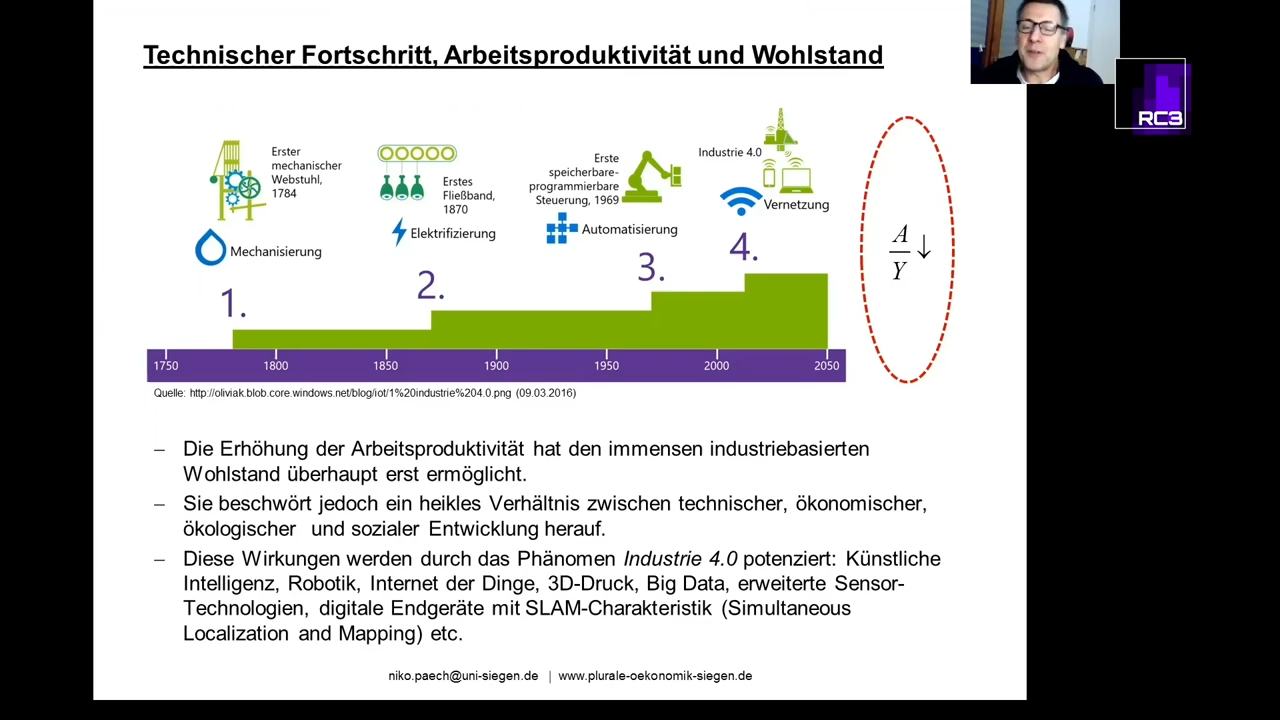 Technischer Fortschritt, Arbeitsproduktivität und Wohlstand
RC3
Erster
mechanischer
Webstuhl,
1784
Mechanisierung
1.
Erstes
Fließband,
1870
Elektrifizierung
2.
Erste
speicherbare-
programmierbare
Steuerung, 1969
Automatisierung
3.
Industrie 4.0
Vernetzung
4.
A
Y
↓
1750 1800 1850 1900 1950 2000 2050
Quelle: http://oliviak.blob.core.windows.net/blog/iot/1%20industrie%204.0.png (09.03.2016)
– Die Erhöhung der Arbeitsproduktivität hat den immensen industriebasierten
Wohlstand überhaupt erst ermöglicht.
– Sie beschwört jedoch ein heikles Verhältnis zwischen technischer, ökonomischer,
ökologischer und sozialer Entwicklung herauf.
– Diese Wirkungen werden durch das Phänomen Industrie 4.0 potenziert: Künstliche
Intelligenz, Robotik, Internet der Dinge, 3D-Druck, Big Data, erweiterte Sensor-
Technologien, digitale Endgeräte mit SLAM-Charakteristik (Simultaneous
Localization and Mapping) etc.
niko.paech@uni-siegen.de | www.plurale-oekonomik-siegen.de